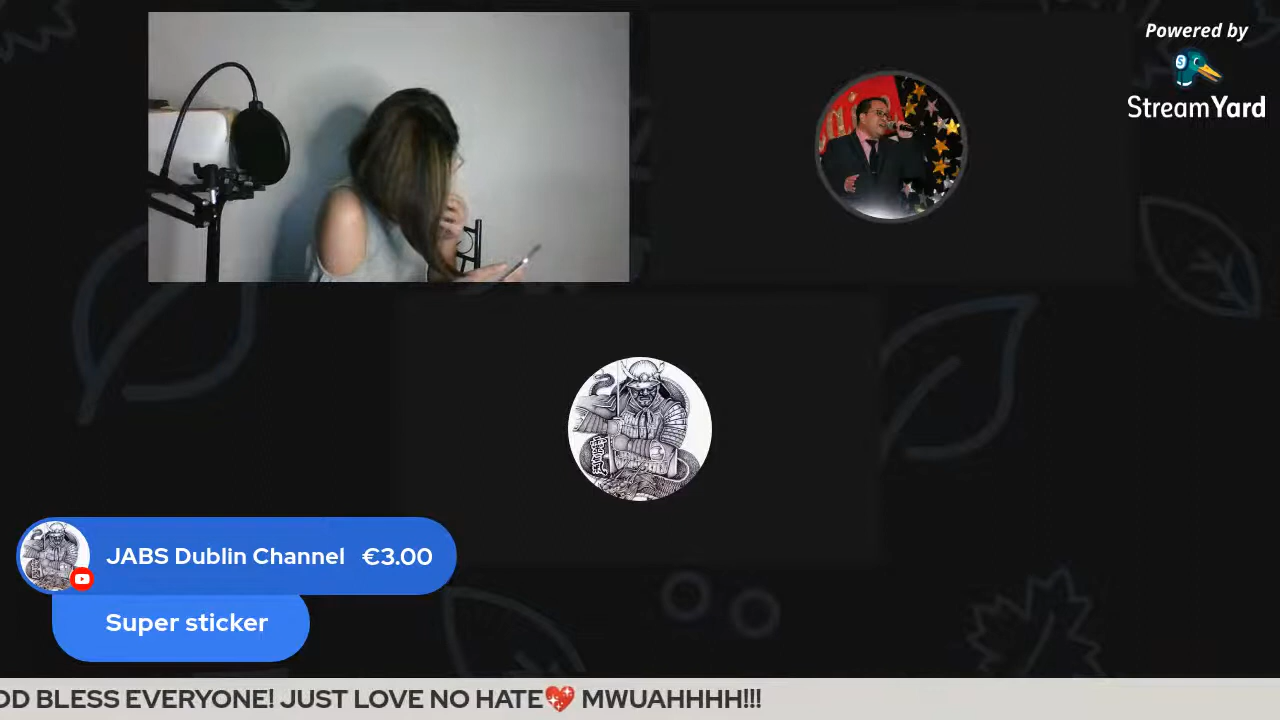 Powered by
StreamYard
JABS Dublin Channel €3.00
Super sticker
BLESS EVERYONE! JUST LOVE NO HATE💖 MWUAHHHH!!!